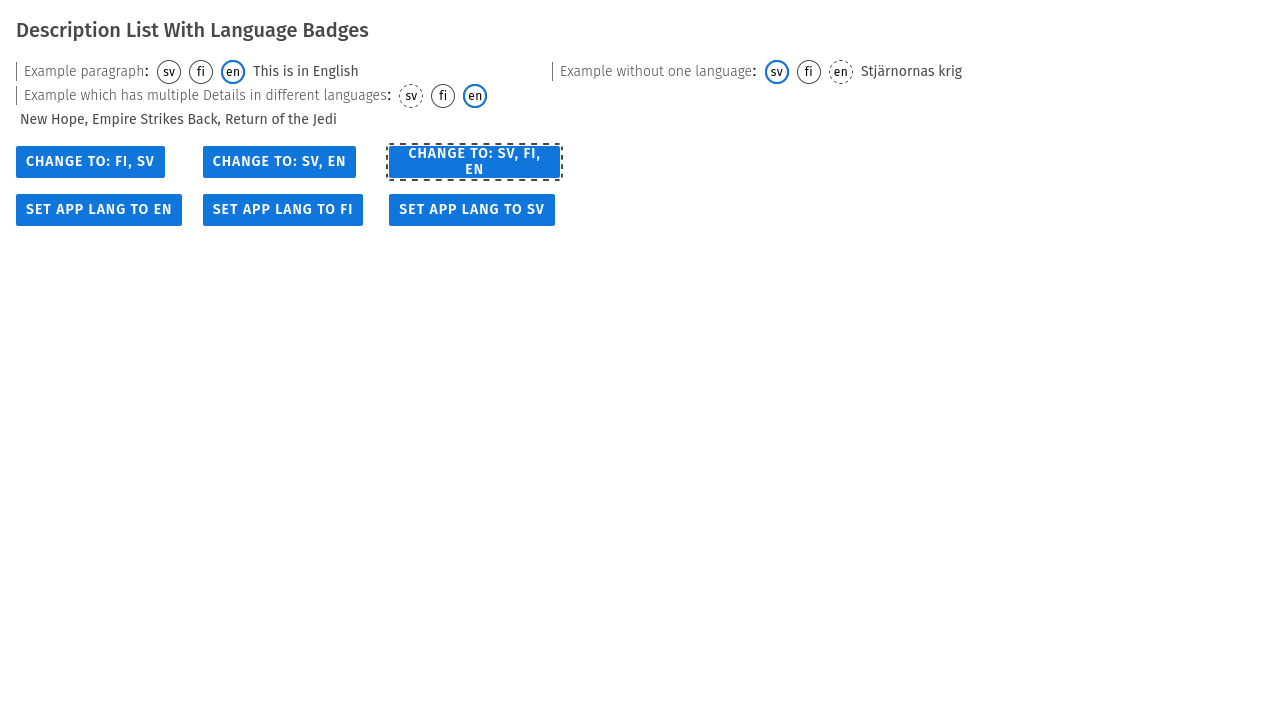 Description List With Language Badges
Example paragraph: sv fi en This is in English
Example without one language: sv fi en Stjärnornas krig
Example which has multiple Details in different languages: sv fi en
New Hope, Empire Strikes Back, Return of the Jedi
CHANGE TO: FI, SV
CHANGE TO: SV, EN
CHANGE TO: SV, FI,
EN
SET APP LANG TO EN
SET APP LANG TO FI
SET APP LANG TO SV